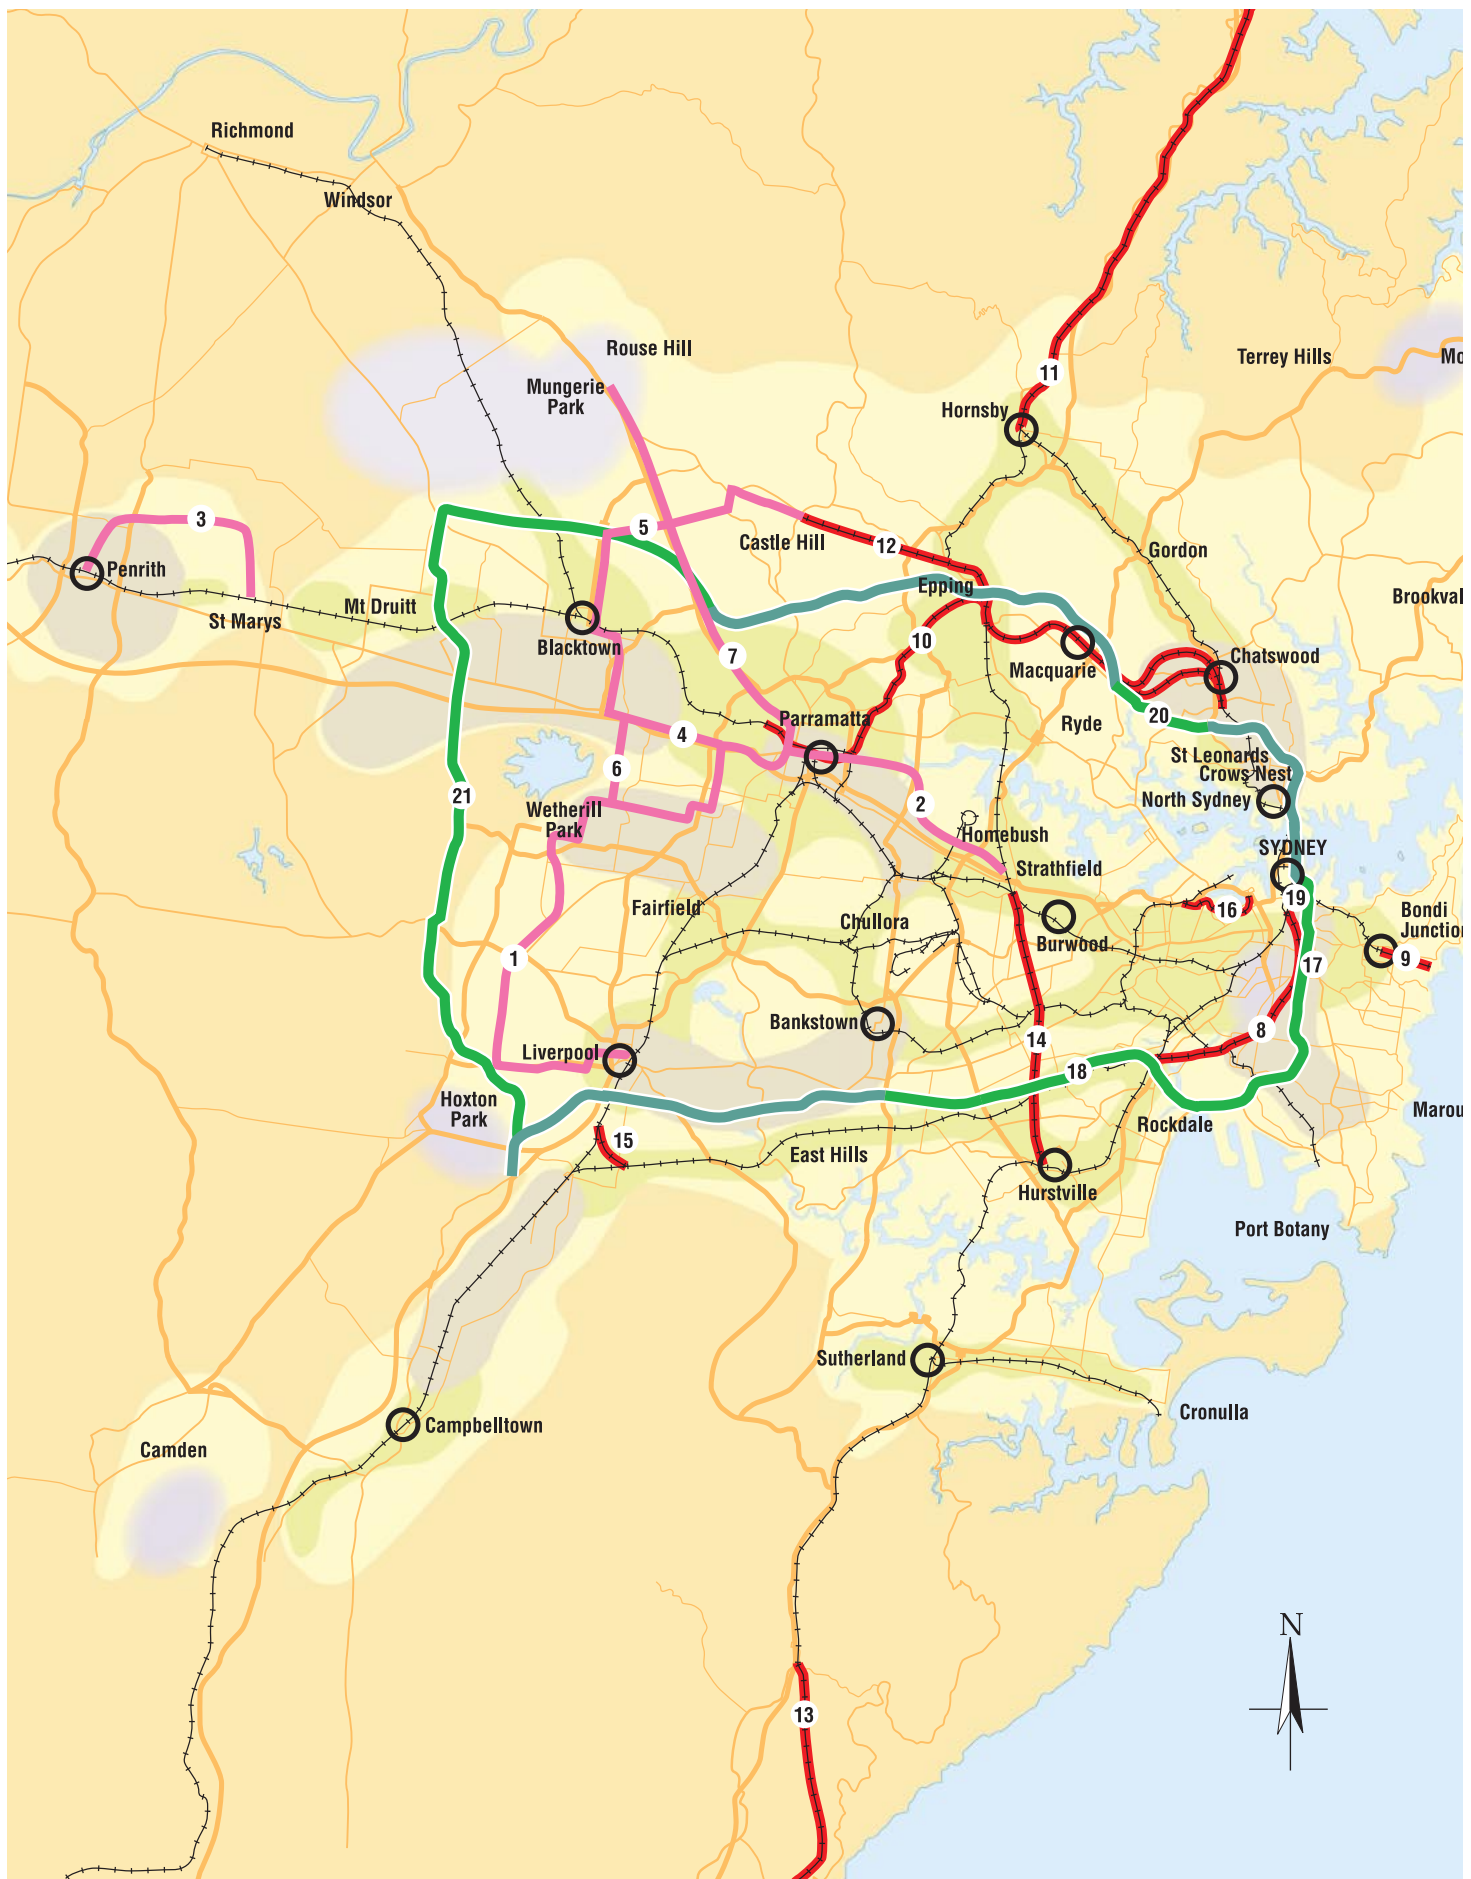 Richmond
Windsor
Rouse Hill
Mungerie
Park
Terrey Hills
Mo
11
Hornsby
3
5
Castle Hill
12
Gordon
Penrith
Mt Druitt
St Marys
Epping
Brookval
Blacktown
10
7
Macquarie
Chatswood
Parramatta
Ryde
20
4
St Leonards
Crows Nest
6
21
North Sydney
Wetherill
Park
2
Homebush
SYDNEY
Strathfield
19
Fairfield
16
Bondi
Junction
Chullora
Burwood
1
17
9
Bankstown
8
14
Liverpool
18
Hoxton
Park
Rockdale
Marou
15
East Hills
Hurstville
Port Botany
Sutherland
Cronulla
Campbelltown
Camden
N
13